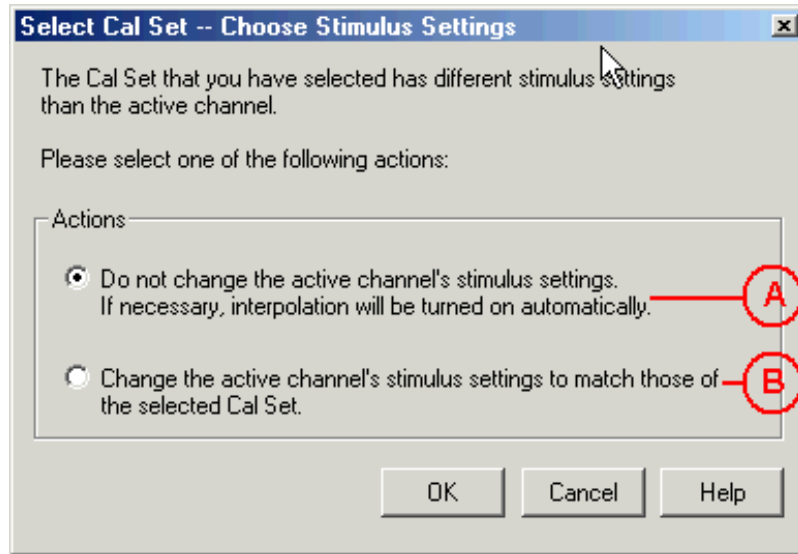 Select Cal Set -- Choose Stimulus Settings
The Cal Set that you have selected has different stimulus settings
than the active channel.
Please select one of the following actions:
Actions
Do not change the active channel's stimulus settings.
If necessary, interpolation will be turned on automatically.
A
Change the active channel's stimulus settings to match those of
the selected Cal Set.
B
OK
Cancel
Help